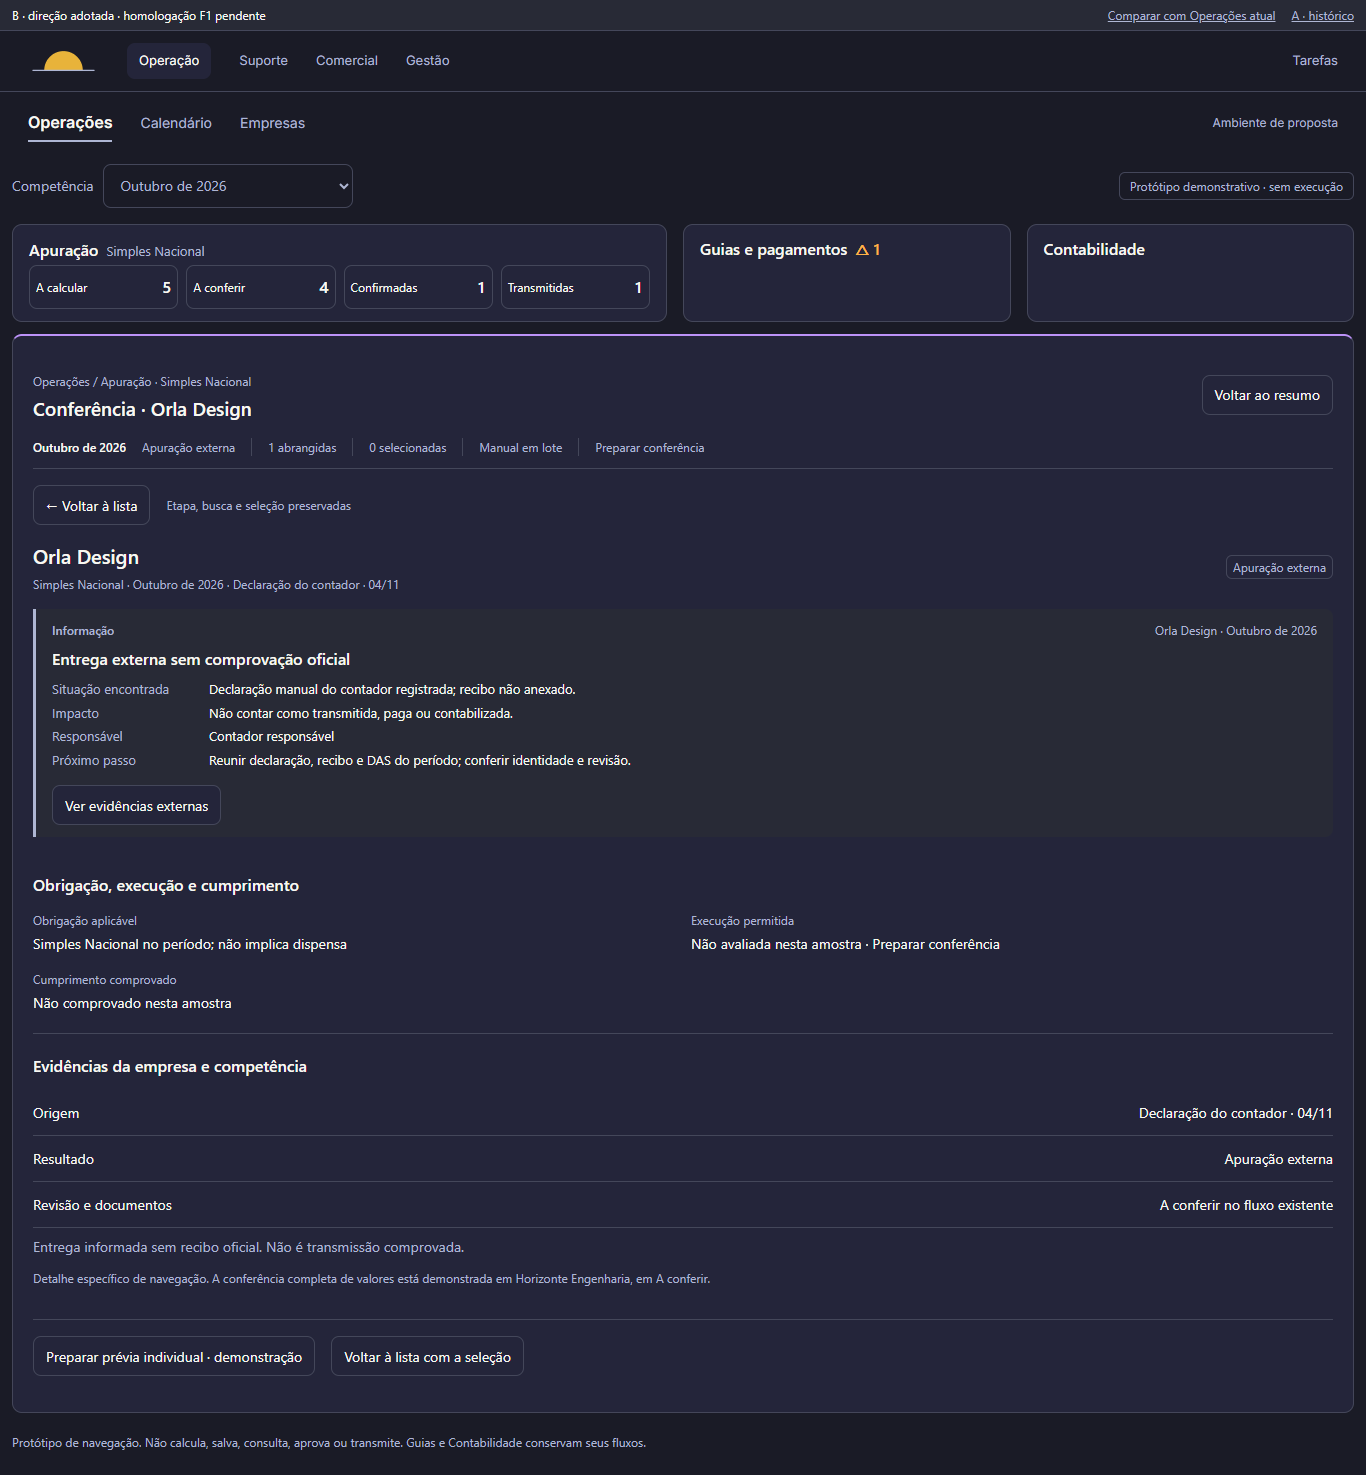 B · direção adotada · homologação F1 pendente
Comparar com Operações atual
A · histórico
Operação
Suporte
Comercial
Gestão
Tarefas
Operações
Calendário
Empresas
Ambiente de proposta
Competência
Outubro de 2026
Protótipo demonstrativo · sem execução
Apuração Simples Nacional
A calcular 5
A conferir 4
Confirmadas 1
Transmitidas 1
Guias e pagamentos △ 1
Contabilidade
Operações / Apuração · Simples Nacional
Conferência · Orla Design
Voltar ao resumo
Outubro de 2026 Apuração externa 1 abrangidas 0 selecionadas Manual em lote Preparar conferência
← Voltar à lista
Etapa, busca e seleção preservadas
Orla Design
Simples Nacional · Outubro de 2026 · Declaração do contador · 04/11
Apuração externa
Informação
Orla Design · Outubro de 2026
Entrega externa sem comprovação oficial
Situação encontrada Declaração manual do contador registrada; recibo não anexado.
Impacto Não contar como transmitida, paga ou contabilizada.
Responsável Contador responsável
Próximo passo Reunir declaração, recibo e DAS do período; conferir identidade e revisão.
Ver evidências externas
Obrigação, execução e cumprimento
Obrigação aplicável
Simples Nacional no período; não implica dispensa
Execução permitida
Não avaliada nesta amostra · Preparar conferência
Cumprimento comprovado
Não comprovado nesta amostra
Evidências da empresa e competência
Origem Declaração do contador · 04/11
Resultado Apuração externa
Revisão e documentos A conferir no fluxo existente
Entrega informada sem recibo oficial. Não é transmissão comprovada.
Detalhe específico de navegação. A conferência completa de valores está demonstrada em Horizonte Engenharia, em A conferir.
Preparar prévia individual · demonstração
Voltar à lista com a seleção
Protótipo de navegação. Não calcula, salva, consulta, aprova ou transmite. Guias e Contabilidade conservam seus fluxos.